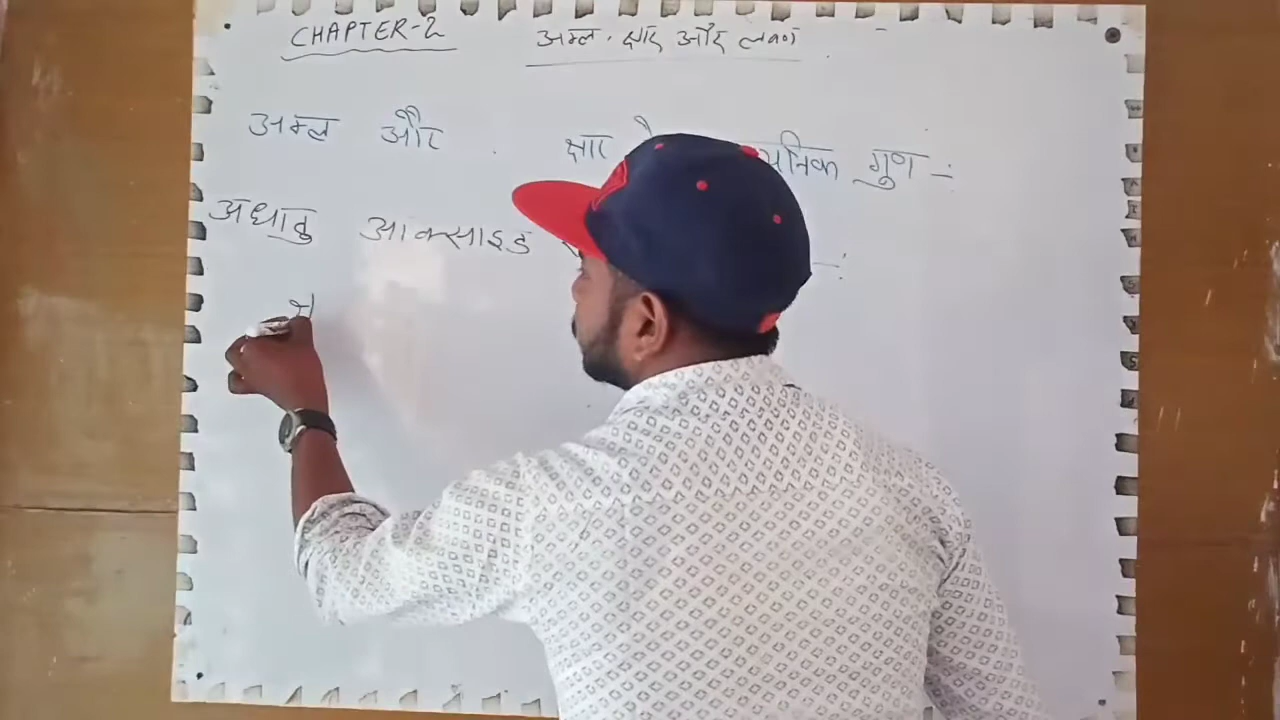 CHAPTER-2 अम्ल, क्षार और लवण
अम्ल और क्षार गुण :-
अधातु आक्साइड